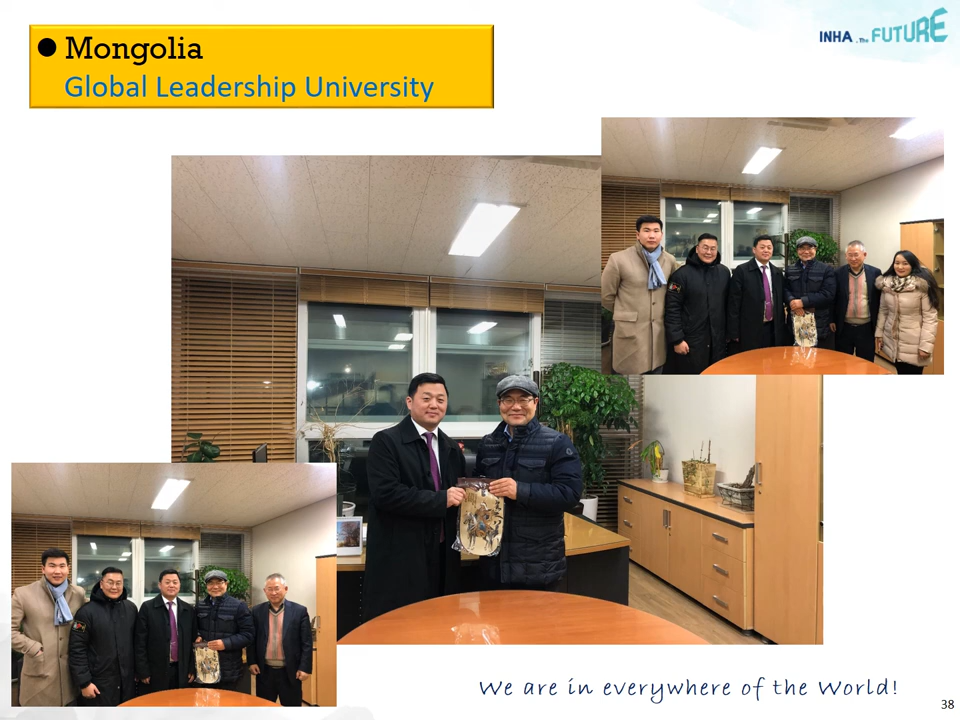 ● Mongolia
Global Leadership University
INHA, The FUTURE
We are in everywhere of the World!
38